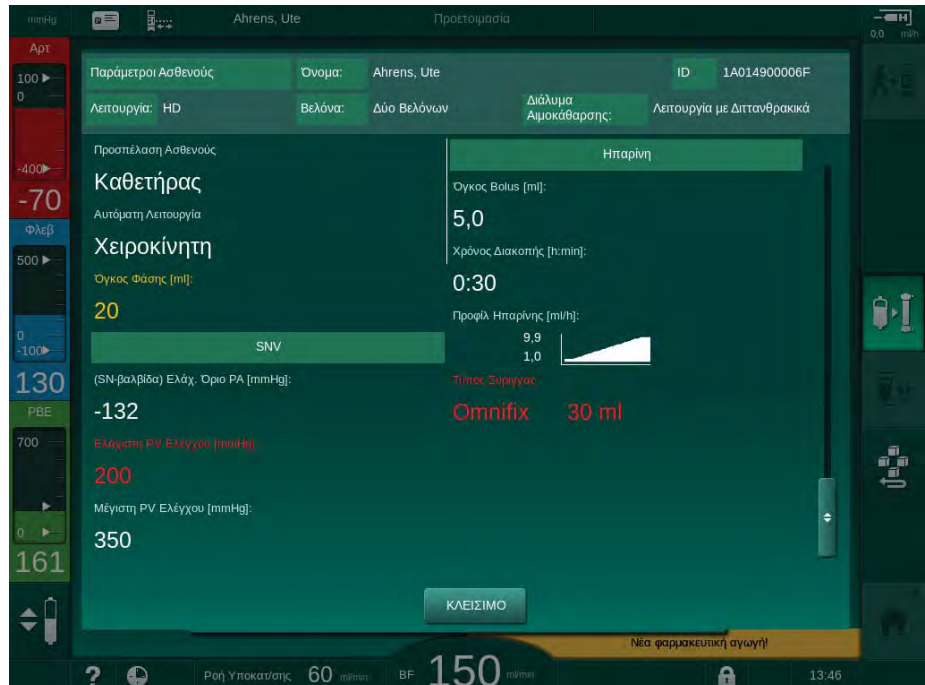 mmHg
Ahrens, Ute
Προετοιμασία
0,0 ml/h
Αρτ
100
0
-400
-70
Φλεβ
500
0
-100
130
PBE
700
0
161
Παράμετροι Ασθενούς
Όνομα:
Ahrens, Ute
ID
1A014900006F
Λειτουργία:
HD
Βελόνα:
Δύο Βελόνων
Διάλυμα
Αιμοκάθαρσης:
Λειτουργία με Διττανθρακικά
Προσπέλαση Ασθενούς
Καθετήρας
Αυτόματη Λειτουργία
Χειροκίνητη
Όγκος Φάσης [ml]:
20
SNV
(SN-βαλβίδα) Ελάχ. Όριο PA [mmHg]:
-132
Ελάχιστη PV Ελέγχου [mmHg]:
200
Μέγιστη PV Ελέγχου [mmHg]:
350
Ηπαρίνη
Όγκος Bolus [ml]:
5,0
Χρόνος Διακοπής [h:min]:
0:30
Προφίλ Ηπαρίνης [ml/h]:
9,9
1,0
Τύπος Συριγγας
Omnifix 30 ml
ΚΛΕΙΣΙΜΟ
Νέα φαρμακευτική αγωγή!
?
Ροή Υποκατ/σης 60 ml/min
BF 150 ml/min
13:46